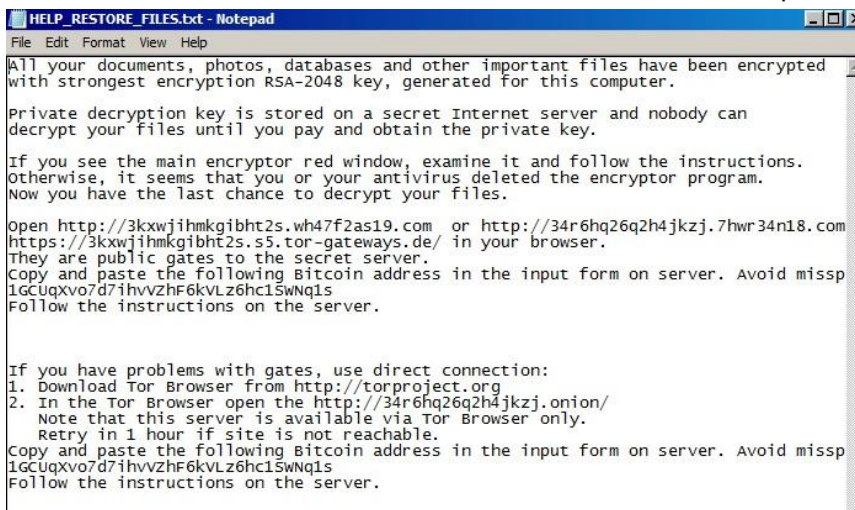 HELP_RESTORE_FILES.txt - Notepad
File Edit Format View Help
All your documents, photos, databases and other important files have been encrypted
with strongest encryption RSA-2048 key, generated for this computer.
Private decryption key is stored on a secret Internet server and nobody can
decrypt your files until you pay and obtain the private key.
If you see the main encryptor red window, examine it and follow the instructions.
Otherwise, it seems that you or your antivirus deleted the encryptor program.
Now you have the last chance to decrypt your files.
Open http://3kxwjihmkgibht2s.wh47f2as19.com or http://34r6hq26q2h4jkzj.7hwr34n18.com
https://3kxwjihmkgibht2s.s5.tor-gateways.de/ in your browser.
They are public gates to the secret server.
Copy and paste the following Bitcoin address in the input form on server. Avoid missp
1GCUqXvo7d7ihvVZhF6kVLz6hc1SWNq1s
Follow the instructions on the server.
If you have problems with gates, use direct connection:
1. Download Tor Browser from http://torproject.org
2. In the Tor Browser open the http://34r6hq26q2h4jkzj.onion/
Note that this server is available via Tor Browser only.
Retry in 1 hour if site is not reachable.
Copy and paste the following Bitcoin address in the input form on server. Avoid missp
1GCUqXvo7d7ihvVZhF6kVLz6hc1SWNq1s
Follow the instructions on the server.